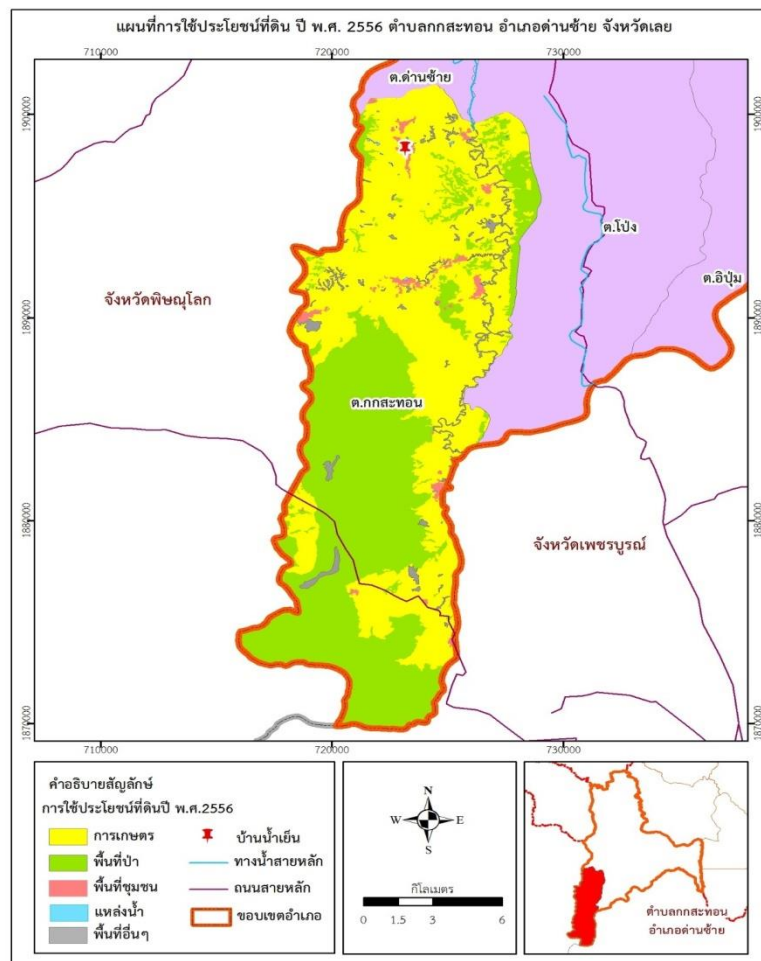 แผนที่การใช้ประโยชน์ที่ดิน ปี พ.ศ. 2556 ตำบลกกสะทอน อำเภอด่านซ้าย จังหวัดเลย
710000 720000 730000
ต.ด่านซ้าย
1900000 1900000
ต.โป่ง
ต.อิปุ่ม
จังหวัดพิษณุโลก
1890000 1890000
ต.กกสะทอน
1880000 1880000
จังหวัดเพชรบูรณ์
1870000 1870000
710000 720000 730000
คำอธิบายสัญลักษณ์
การใช้ประโยชน์ที่ดินปี พ.ศ.2556
การเกษตร
พื้นที่ป่า
พื้นที่ชุมชน
แหล่งน้ำ
พื้นที่อื่นๆ
บ้านน้ำเย็น
ทางน้ำสายหลัก
ถนนสายหลัก
ขอบเขตอำเภอ
N
W E
S
กิโลเมตร
0 1.5 3 6
ตำบลกกสะทอน
อำเภอด่านซ้าย